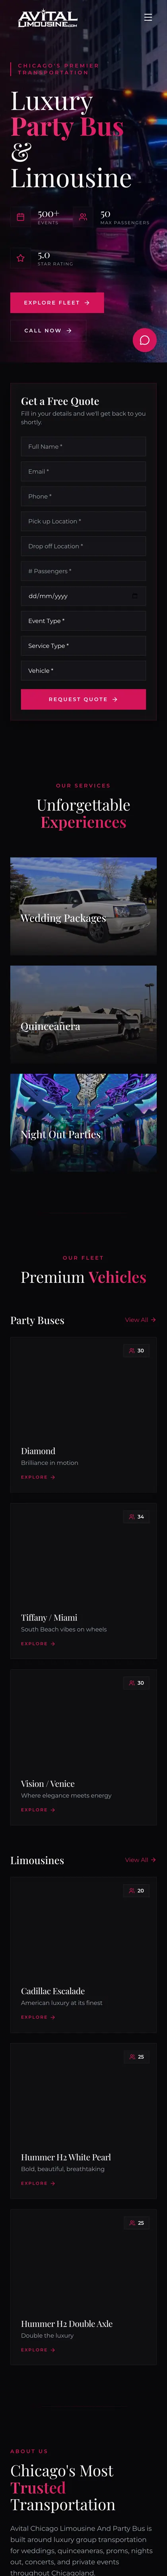 AVITAL
LIMOUSINE.COM
CHICAGO'S PREMIER
TRANSPORTATION
Luxury
Party Bus
&
Limousine
500+
EVENTS
50
MAX PASSENGERS
5.0
STAR RATING
EXPLORE FLEET →
CALL NOW →
Get a Free Quote
Fill in your details and we'll get back to you
shortly
Full Name *
Email *
Phone *
Pick up Location *
Drop off Location *
# Passengers *
dd/mm/yyyy
Event Type *
Service Type *
Vehicle *
REQUEST QUOTE →
OUR SERVICES
Unforgettable
Experiences
Wedding Packages
Quinceañera
Night Out Parties
OUR FLEET
Premium Vehicles
Party Buses
View All →
30
Diamond
Brilliance in motion
EXPLORE →
34
Tiffany / Miami
South Beach vibes on wheels
EXPLORE →
30
Vision / Venice
Where elegance meets energy
EXPLORE →
Limousines
View All →
20
Cadillac Escalade
American luxury at its finest
EXPLORE →
25
Hummer H2 White Pearl
Bold, beautiful, breathtaking
EXPLORE →
25
Hummer H2 Double Axle
Double the luxury
EXPLORE →
ABOUT US
Chicago's Most
Trusted
Transportation
Avital Chicago Limousine And Party Bus is
built around luxury group transportation
for weddings, quinceaneras, proms, nights
out, concerts, and private events
throughout Chicagoland.